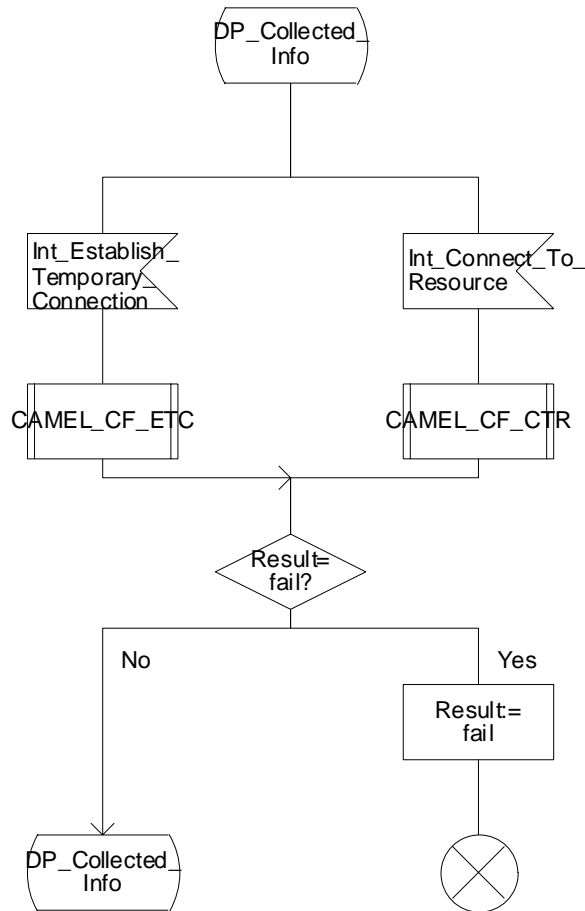 DP_Collected_
Info
Int_Establish_
Temporary_
Connection
Int_Connect_To_
Resource
CAMEL_CF_ETC
CAMEL_CF_CTR
Result=
fail?
No
Yes
Result:=
fail
DP_Collected_
Info